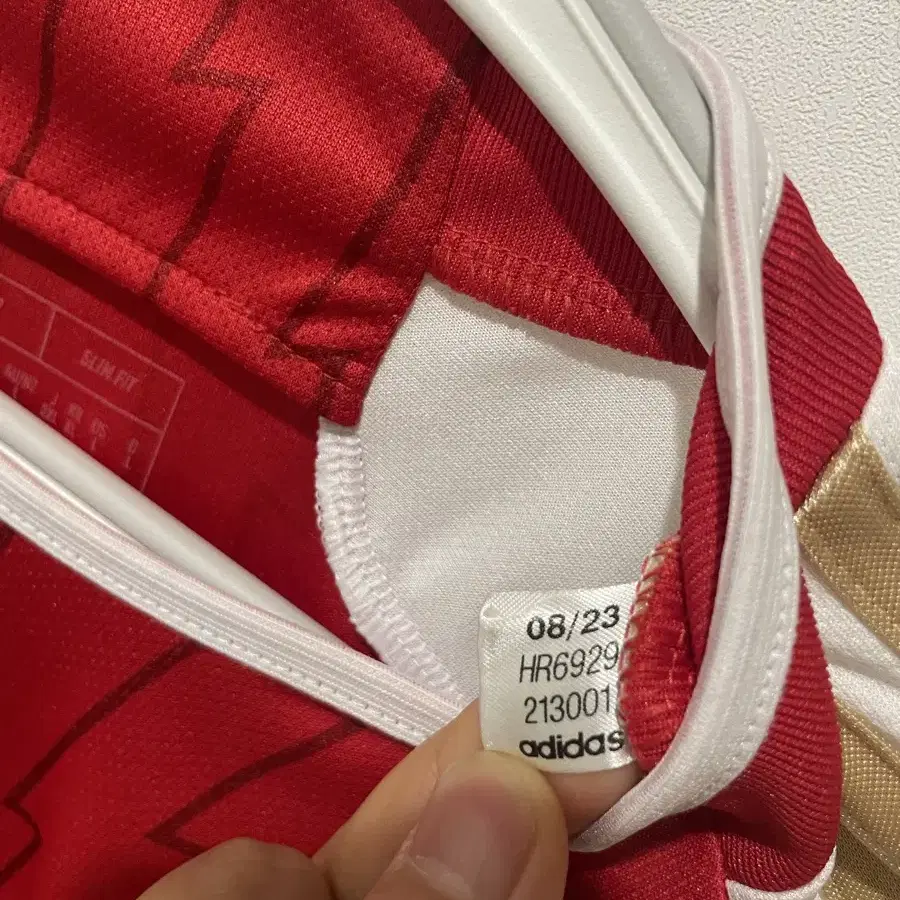 SLIM FIT
08/23
HR6929
213001
adidas